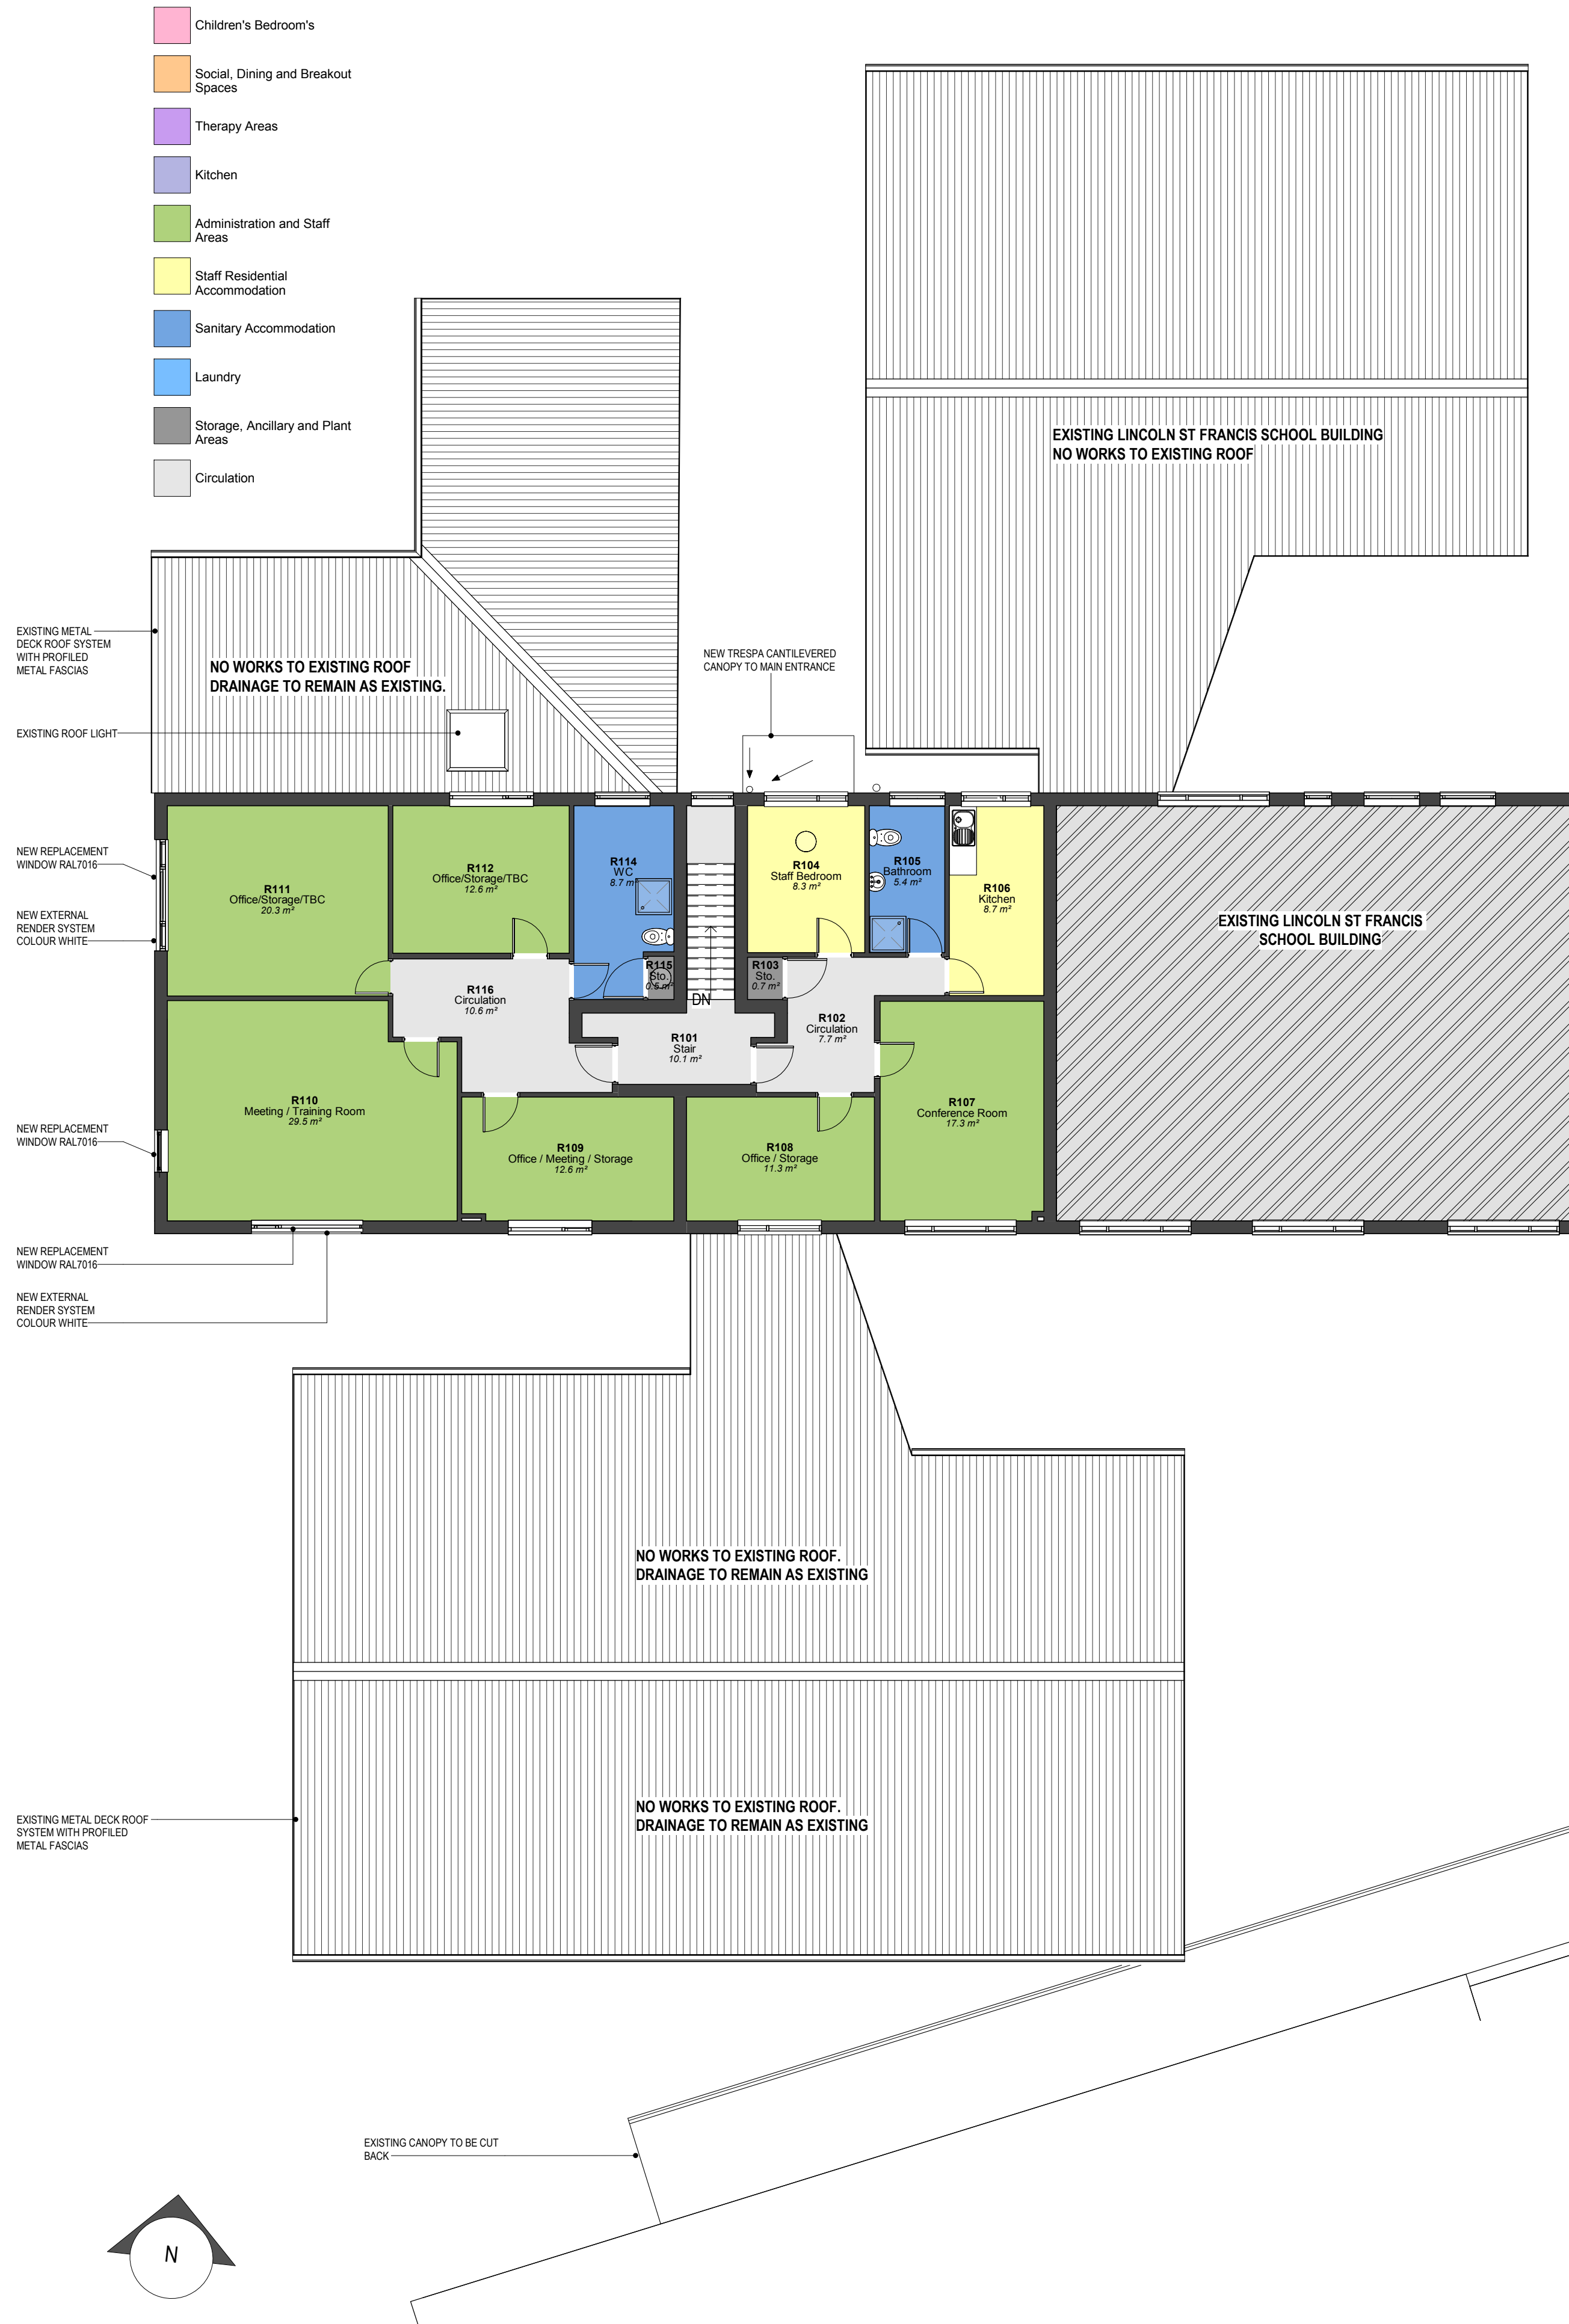 Children's Bedroom's
Social, Dining and Breakout
Spaces
Therapy Areas
Kitchen
Administration and Staff
Areas
Staff Residential
Accommodation
Sanitary Accommodation
Laundry
Storage, Ancillary and Plant
Areas
Circulation
EXISTING LINCOLN ST FRANCIS SCHOOL BUILDING
NO WORKS TO EXISTING ROOF
EXISTING METAL
DECK ROOF SYSTEM
WITH PROFILED
METAL FASCIAS
NO WORKS TO EXISTING ROOF
DRAINAGE TO REMAIN AS EXISTING.
NEW TRESPA CANTILEVERED
CANOPY TO MAIN ENTRANCE
EXISTING ROOF LIGHT
NEW REPLACEMENT
WINDOW RAL7016
NEW EXTERNAL
RENDER SYSTEM
COLOUR WHITE
R111
Office/Storage/TBC
20.3 m²
R112
Office/Storage/TBC
12.6 m²
R114
WC
8.7 m²
R104
Staff Bedroom
8.3 m²
R105
Bathroom
5.4 m²
R106
Kitchen
8.7 m²
EXISTING LINCOLN ST FRANCIS
SCHOOL BUILDING
R115
Sto.
0.5 m²
R103
Sto.
0.7 m²
DN
R116
Circulation
10.6 m²
R101
Stair
10.1 m²
R102
Circulation
7.7 m²
R110
Meeting / Training Room
29.5 m²
R109
Office / Meeting / Storage
12.6 m²
R108
Office / Storage
11.3 m²
R107
Conference Room
17.3 m²
NEW REPLACEMENT
WINDOW RAL7016
NEW REPLACEMENT
WINDOW RAL7016
NEW EXTERNAL
RENDER SYSTEM
COLOUR WHITE
NO WORKS TO EXISTING ROOF.
DRAINAGE TO REMAIN AS EXISTING
NO WORKS TO EXISTING ROOF.
DRAINAGE TO REMAIN AS EXISTING
EXISTING METAL DECK ROOF
SYSTEM WITH PROFILED
METAL FASCIAS
EXISTING CANOPY TO BE CUT
BACK
N